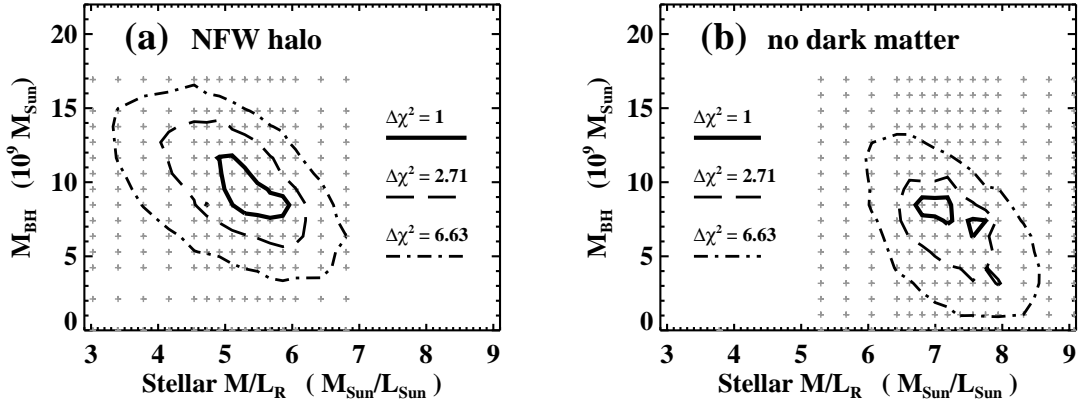 (a) NFW halo
20
15
10
5
0
M_BH (10^9 M_Sun)
Δχ² = 1
Δχ² = 2.71
Δχ² = 6.63
3 4 5 6 7 8 9
Stellar M/L_R ( M_Sun/L_Sun)
(b) no dark matter
20
15
10
5
0
M_BH (10^9 M_Sun)
Δχ² = 1
Δχ² = 2.71
Δχ² = 6.63
3 4 5 6 7 8 9
Stellar M/L_R ( M_Sun/L_Sun)